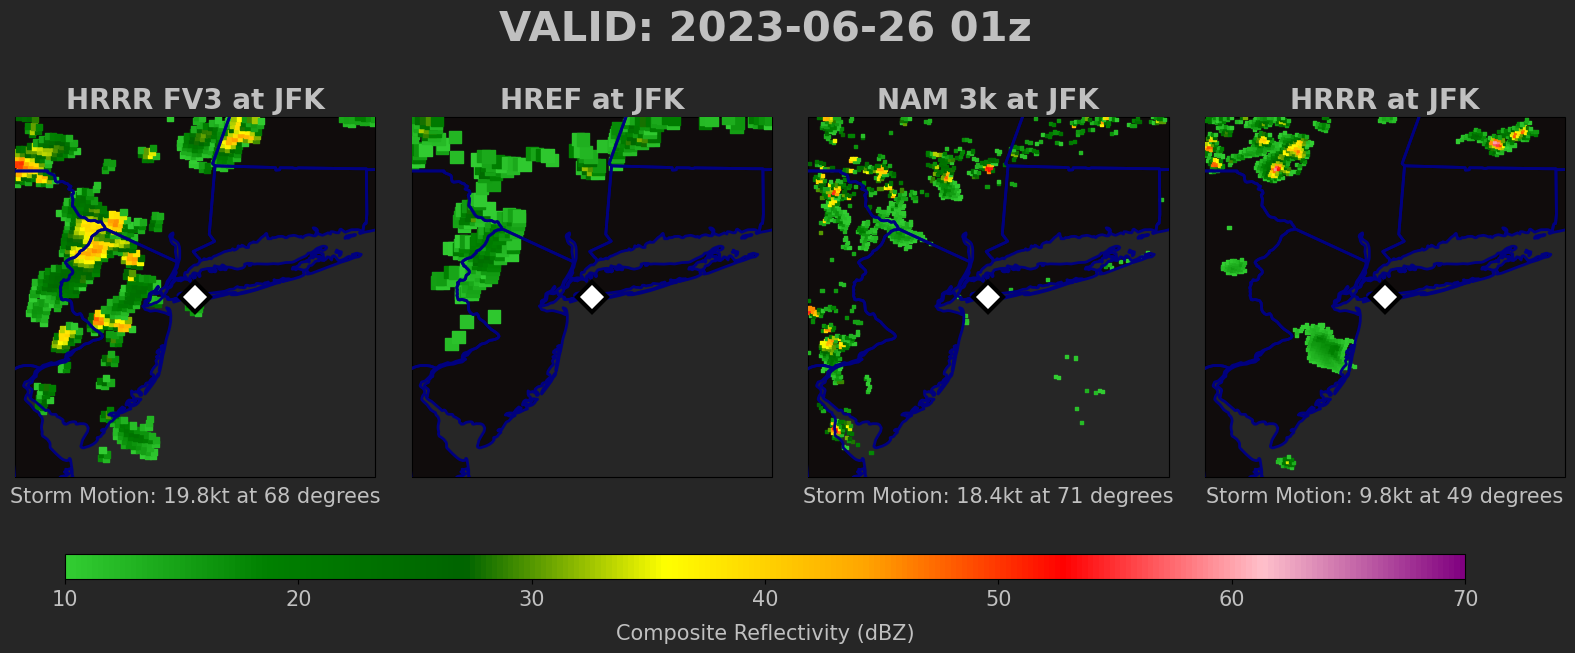 VALID: 2023-06-26 01z
HRRR FV3 at JFK
HREF at JFK
NAM 3k at JFK
HRRR at JFK
Storm Motion: 19.8kt at 68 degrees
Storm Motion: 18.4kt at 71 degrees
Storm Motion: 9.8kt at 49 degrees
10 20 30 40 50 60 70
Composite Reflectivity (dBZ)